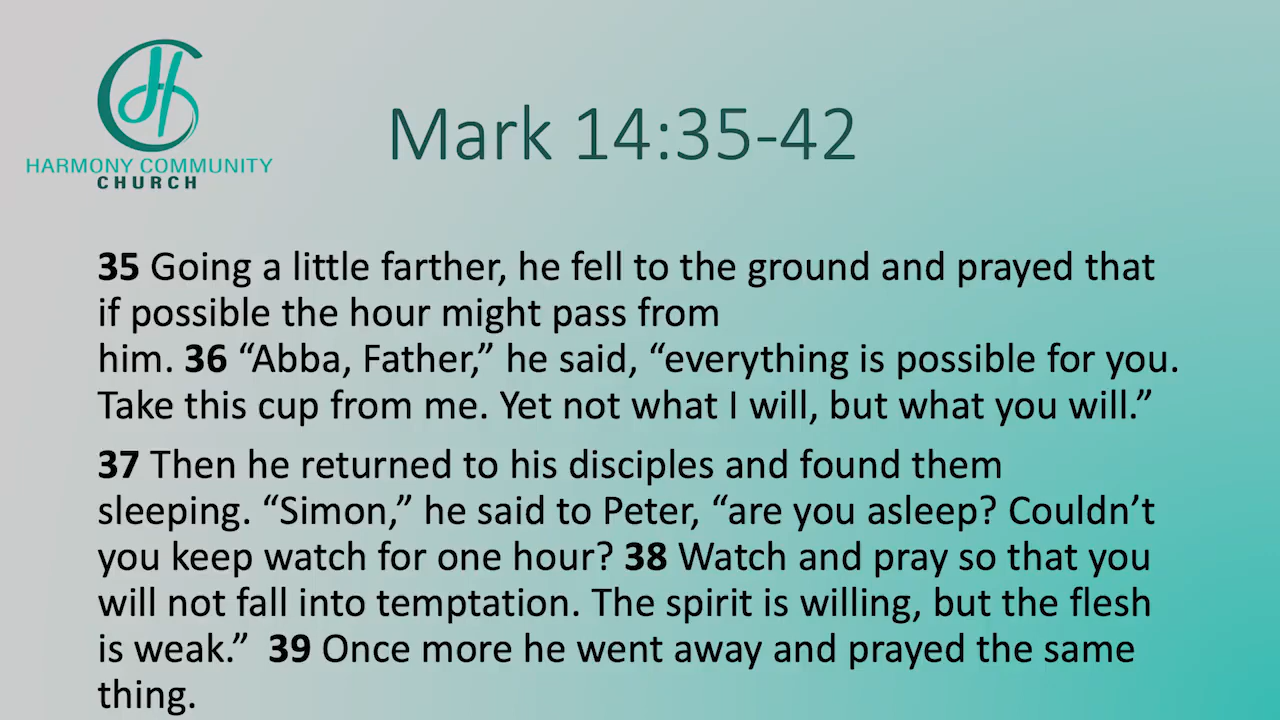 HARMONY COMMUNITY
CHURCH
Mark 14:35-42
35 Going a little farther, he fell to the ground and prayed that
if possible the hour might pass from
him. 36 “Abba, Father,” he said, “everything is possible for you.
Take this cup from me. Yet not what I will, but what you will.”
37 Then he returned to his disciples and found them
sleeping. “Simon,” he said to Peter, “are you asleep? Couldn’t
you keep watch for one hour? 38 Watch and pray so that you
will not fall into temptation. The spirit is willing, but the flesh
is weak.” 39 Once more he went away and prayed the same
thing.